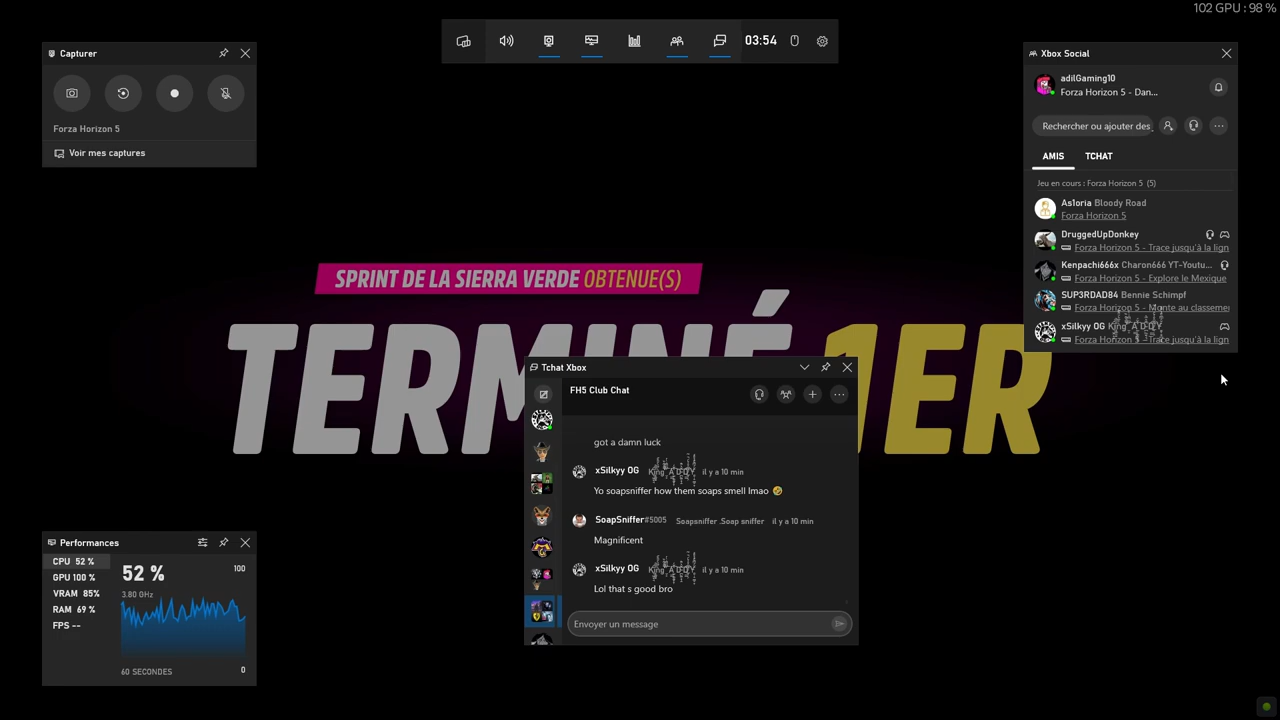 102 GPU : 98 %
03:54
Capturer
Forza Horizon 5
Voir mes captures
Xbox Social
adilGaming10
Forza Horizon 5 - Dan...
Rechercher ou ajouter des
AMIS TCHAT
Jeu en cours : Forza Horizon 5 (5)
As1oria Bloody Road
Forza Horizon 5
DruggedUpDonkey
Forza Horizon 5 - Trace jusqu'à la lign
Kenpachi666x Charon666 YT-Youtu...
Forza Horizon 5 - Explore le Mexique
SUP3RDAD84 Bennie Schimpf
Forza Horizon 5 - Monte au classemer
xSilkyy OG King
Forza Horizon 5 - Trace jusqu'à la lign
SPRINT DE LA SIERRA VERDE OBTENUE(S)
TERMINÉ 1ER
Tchat Xbox
FH5 Club Chat
got a damn luck
xSilkyy OG King il y a 10 min
Yo soapsniffer how them soaps smell lmao 🤣
SoapSniffer#5005 Soapsniffer .Soap sniffer il y a 10 min
Magnificent
xSilkyy OG King il y a 10 min
Lol that s good bro
Envoyer un message
Performances
CPU 52 %
GPU 100 %
VRAM 85%
RAM 69 %
FPS --
52 % 100
3.80 GHz
60 SECONDES 0